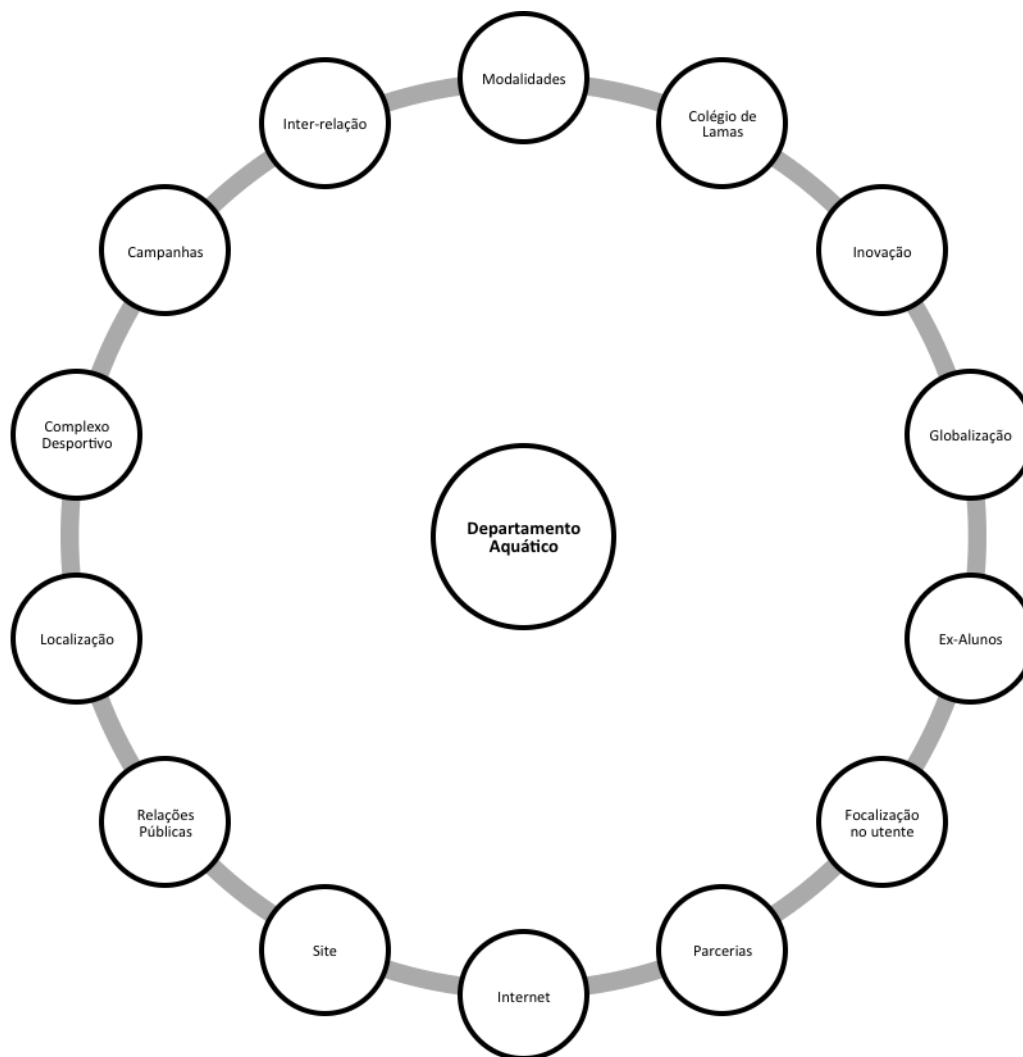 Modalidades
Colégio de
Lamas
Inovação
Globalização
Ex-Alunos
Focalização
no utente
Parcerias
Internet
Site
Relações
Públicas
Localização
Complexo
Desportivo
Campanhas
Inter-relação
Departamento
Aquático